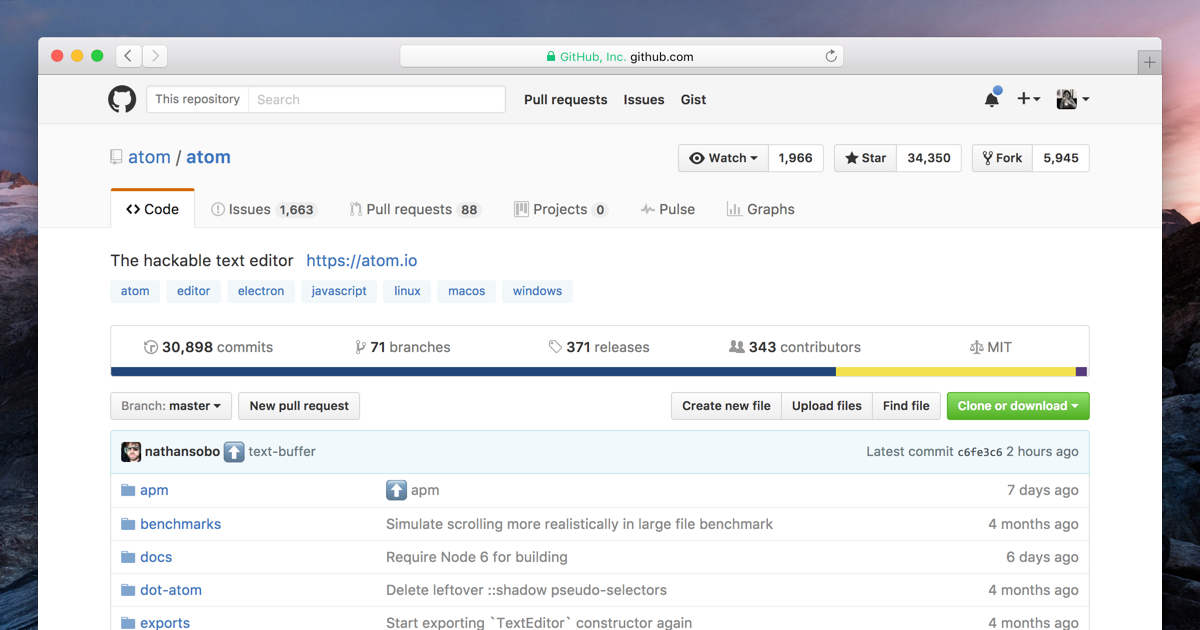 GitHub, Inc. github.com
This repository Search Pull requests Issues Gist
atom / atom Watch 1,966 Star 34,350 Fork 5,945
Code Issues 1,663 Pull requests 88 Projects 0 Pulse Graphs
The hackable text editor https://atom.io
atom editor electron javascript linux macos windows
30,898 commits 71 branches 371 releases 343 contributors MIT
Branch: master New pull request Create new file Upload files Find file Clone or download
nathansobo ⬆ text-buffer Latest commit c6fe3c6 2 hours ago
apm ⬆ apm 7 days ago
benchmarks Simulate scrolling more realistically in large file benchmark 4 months ago
docs Require Node 6 for building 6 days ago
dot-atom Delete leftover ::shadow pseudo-selectors 4 months ago
exports Start exporting `TextEditor` constructor again 4 months ago